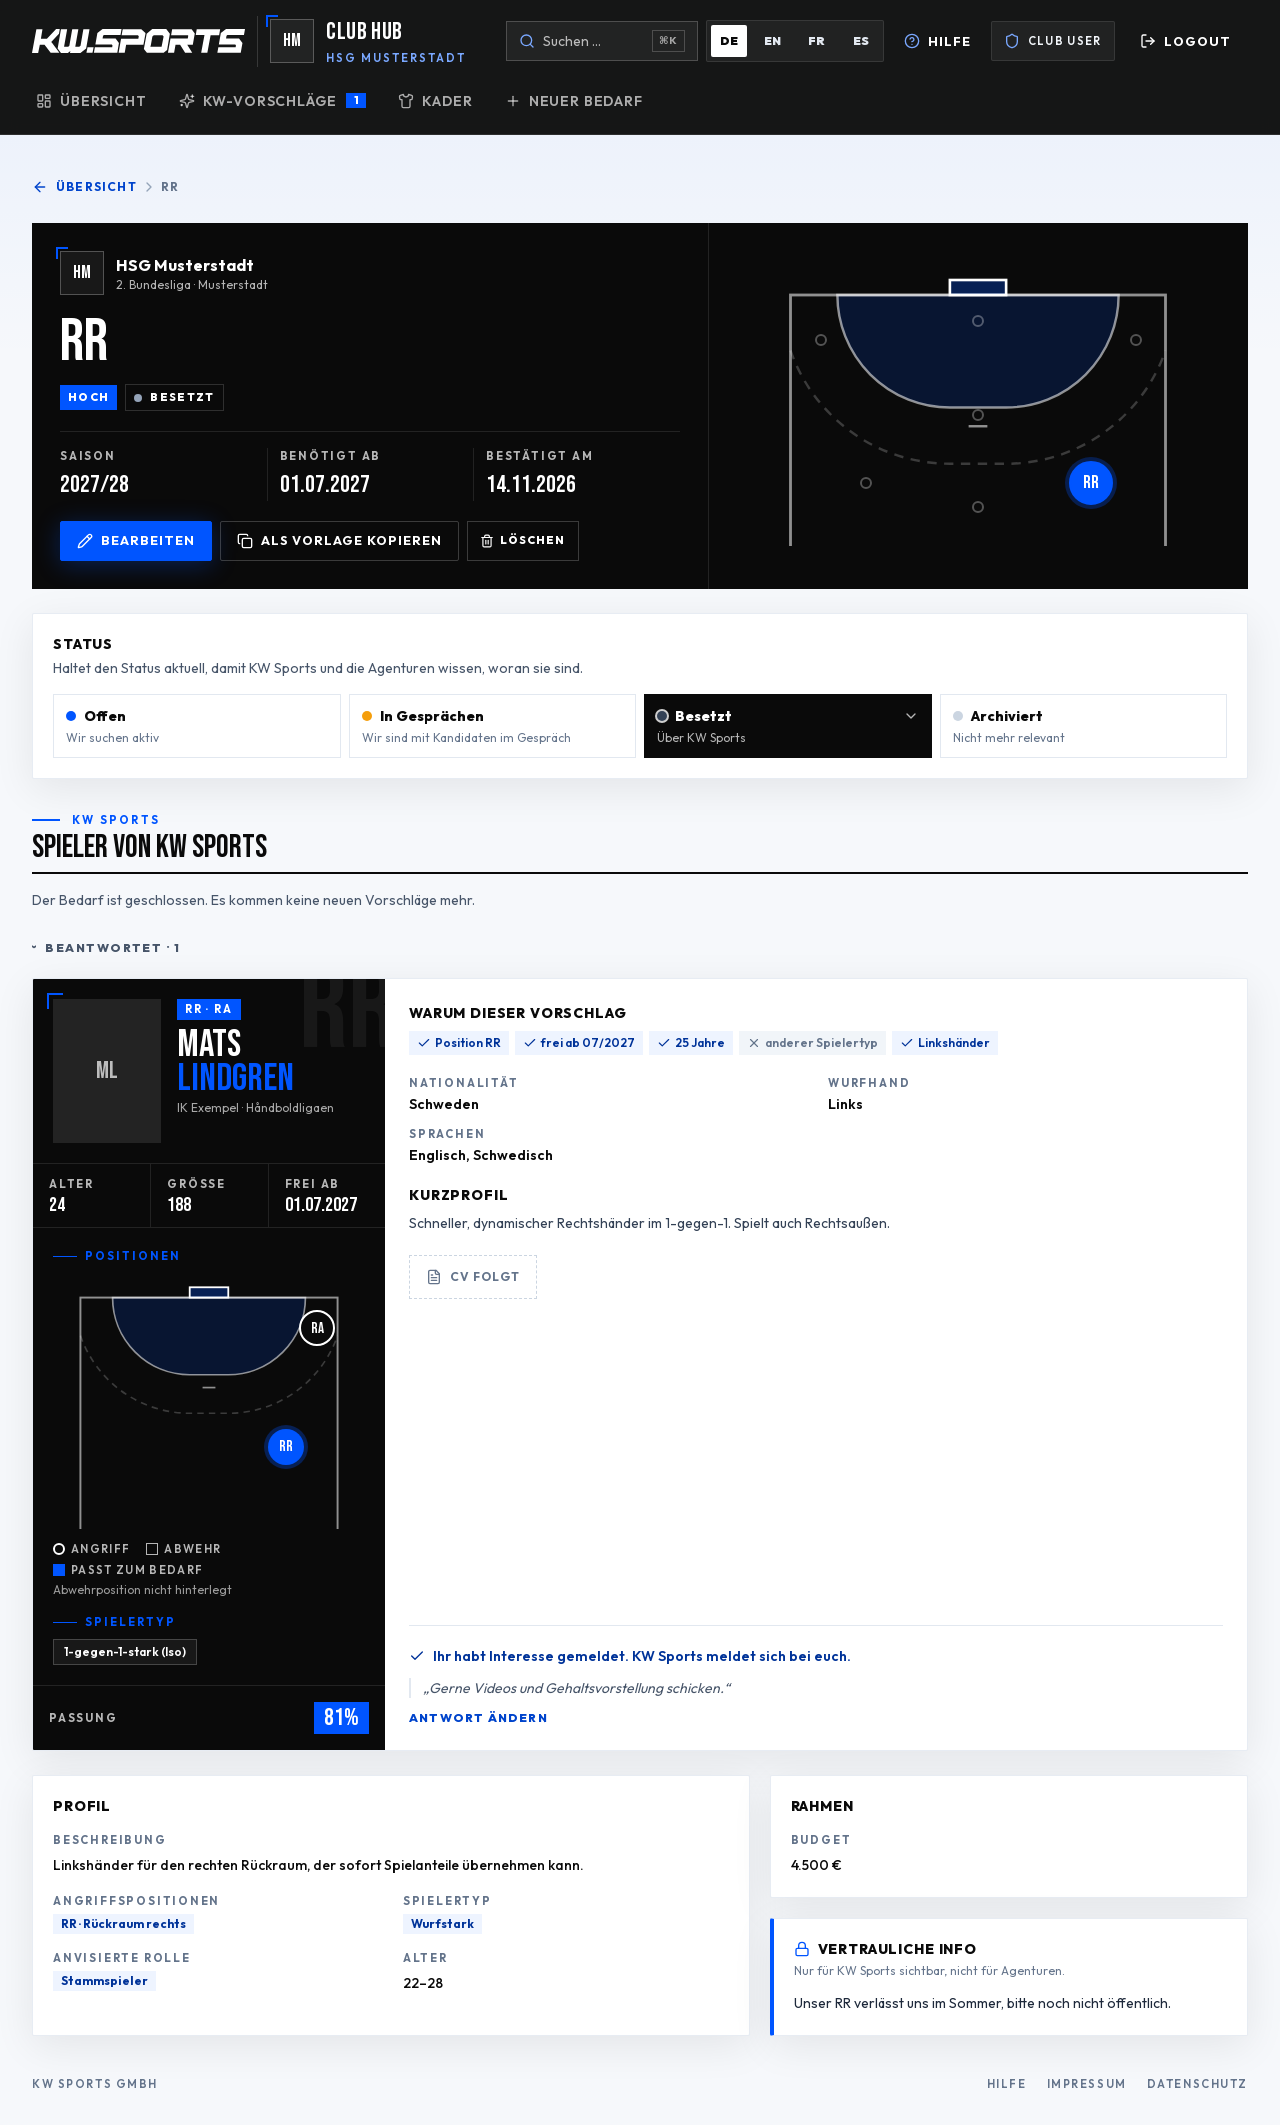 KW.SPORTS
HM
CLUB HUB
HSG MUSTERSTADT
Suchen ...
⌘K
DE EN FR ES
HILFE
CLUB USER
LOGOUT
ÜBERSICHT
KW-VORSCHLÄGE 1
KADER
NEUER BEDARF
ÜBERSICHT
RR
HM
HSG Musterstadt
2. Bundesliga · Musterstadt
RR
HOCH
BESETZT
SAISON
2027/28
BENÖTIGT AB
01.07.2027
BESTÄTIGT AM
14.11.2026
BEARBEITEN
ALS VORLAGE KOPIEREN
LÖSCHEN
RR
STATUS
Haltet den Status aktuell, damit KW Sports und die Agenturen wissen, woran sie sind.
Offen
Wir suchen aktiv
In Gesprächen
Wir sind mit Kandidaten im Gespräch
Besetzt
Über KW Sports
Archiviert
Nicht mehr relevant
KW SPORTS
SPIELER VON KW SPORTS
Der Bedarf ist geschlossen. Es kommen keine neuen Vorschläge mehr.
BEANTWORTET · 1
RR
ML
RR · RA
MATS
LINDGREN
IK Exempel · Håndboldligaen
ALTER
24
GRÖSSE
188
FREI AB
01.07.2027
POSITIONEN
RA
RR
ANGRIFF
ABWEHR
PASST ZUM BEDARF
Abwehrposition nicht hinterlegt
SPIELERTYP
1-gegen-1-stark (Iso)
PASSUNG
81%
WARUM DIESER VORSCHLAG
Position RR
frei ab 07/2027
25 Jahre
anderer Spielertyp
Linkshänder
NATIONALITÄT
Schweden
WURFHAND
Links
SPRACHEN
Englisch, Schwedisch
KURZPROFIL
Schneller, dynamischer Rechtshänder im 1-gegen-1. Spielt auch Rechtsaußen.
CV FOLGT
Ihr habt Interesse gemeldet. KW Sports meldet sich bei euch.
„Gerne Videos und Gehaltsvorstellung schicken.“
ANTWORT ÄNDERN
PROFIL
BESCHREIBUNG
Linkshänder für den rechten Rückraum, der sofort Spielanteile übernehmen kann.
ANGRIFFSPOSITIONEN
RR · Rückraum rechts
SPIELERTYP
Wurfstark
ANVISIERTE ROLLE
Stammspieler
ALTER
22–28
RAHMEN
BUDGET
4.500 €
VERTRAULICHE INFO
Nur für KW Sports sichtbar, nicht für Agenturen.
Unser RR verlässt uns im Sommer, bitte noch nicht öffentlich.
KW SPORTS GMBH
HILFE
IMPRESSUM
DATENSCHUTZ